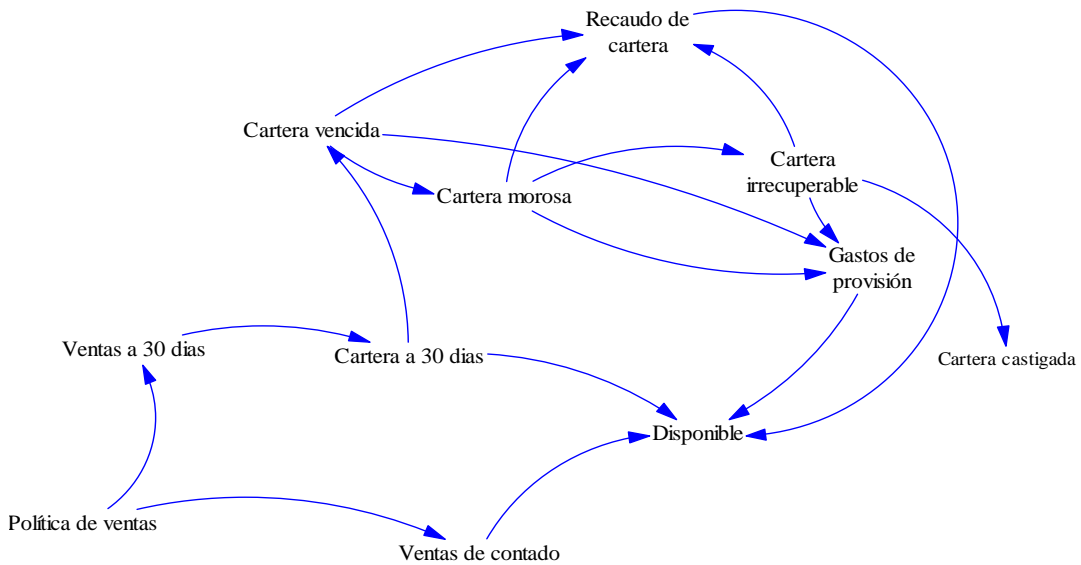 Recaudo de
cartera
Cartera vencida
Cartera
irrecuperable
Cartera morosa
Gastos de
provisión
Ventas a 30 dias
Cartera a 30 dias
Cartera castigada
Disponible
Política de ventas
Ventas de contado